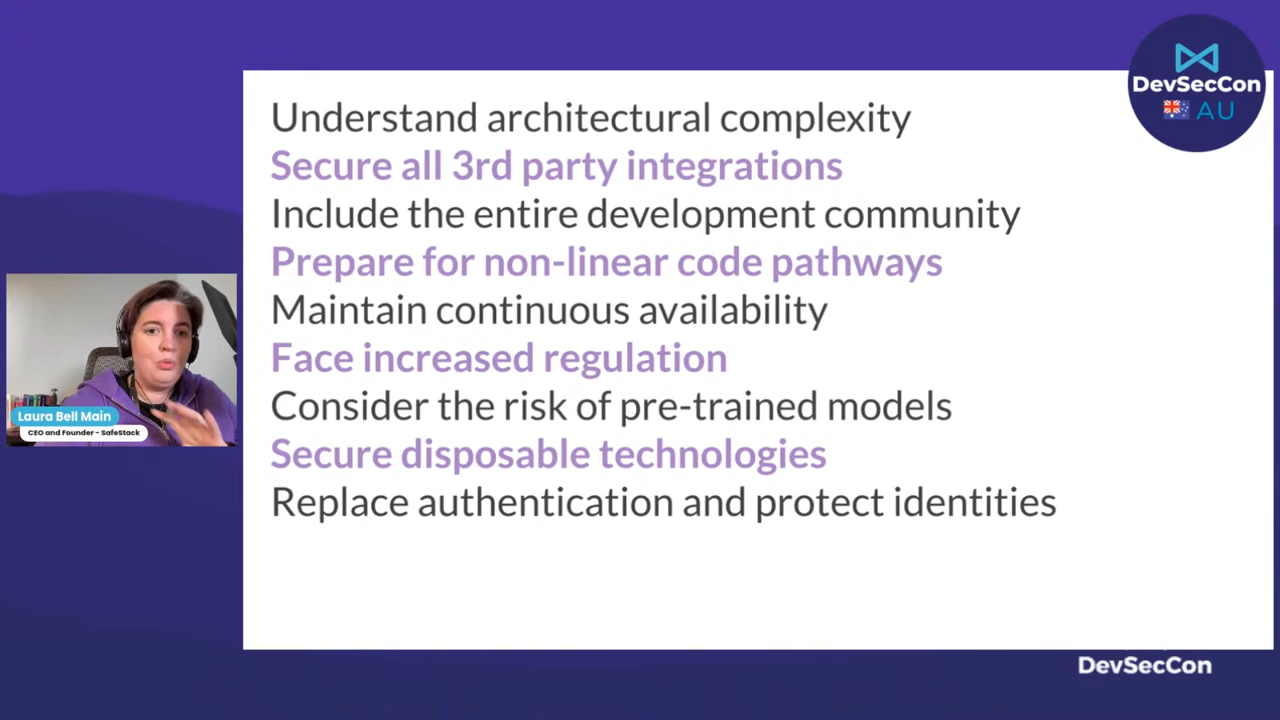 DevSecCon
AU
Understand architectural complexity
Secure all 3rd party integrations
Include the entire development community
Prepare for non-linear code pathways
Maintain continuous availability
Face increased regulation
Consider the risk of pre-trained models
Secure disposable technologies
Replace authentication and protect identities
Laura Bell Main
CEO and Founder - SafeStack
DevSecCon